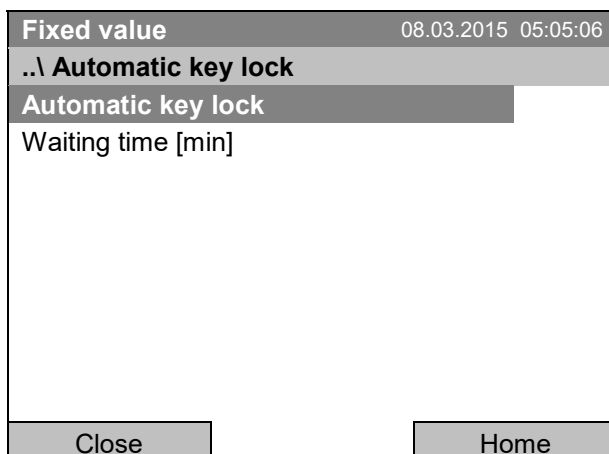 Fixed value 08.03.2015 05:05:06
..\ Automatic key lock
Automatic key lock
Waiting time [min]
Close Home